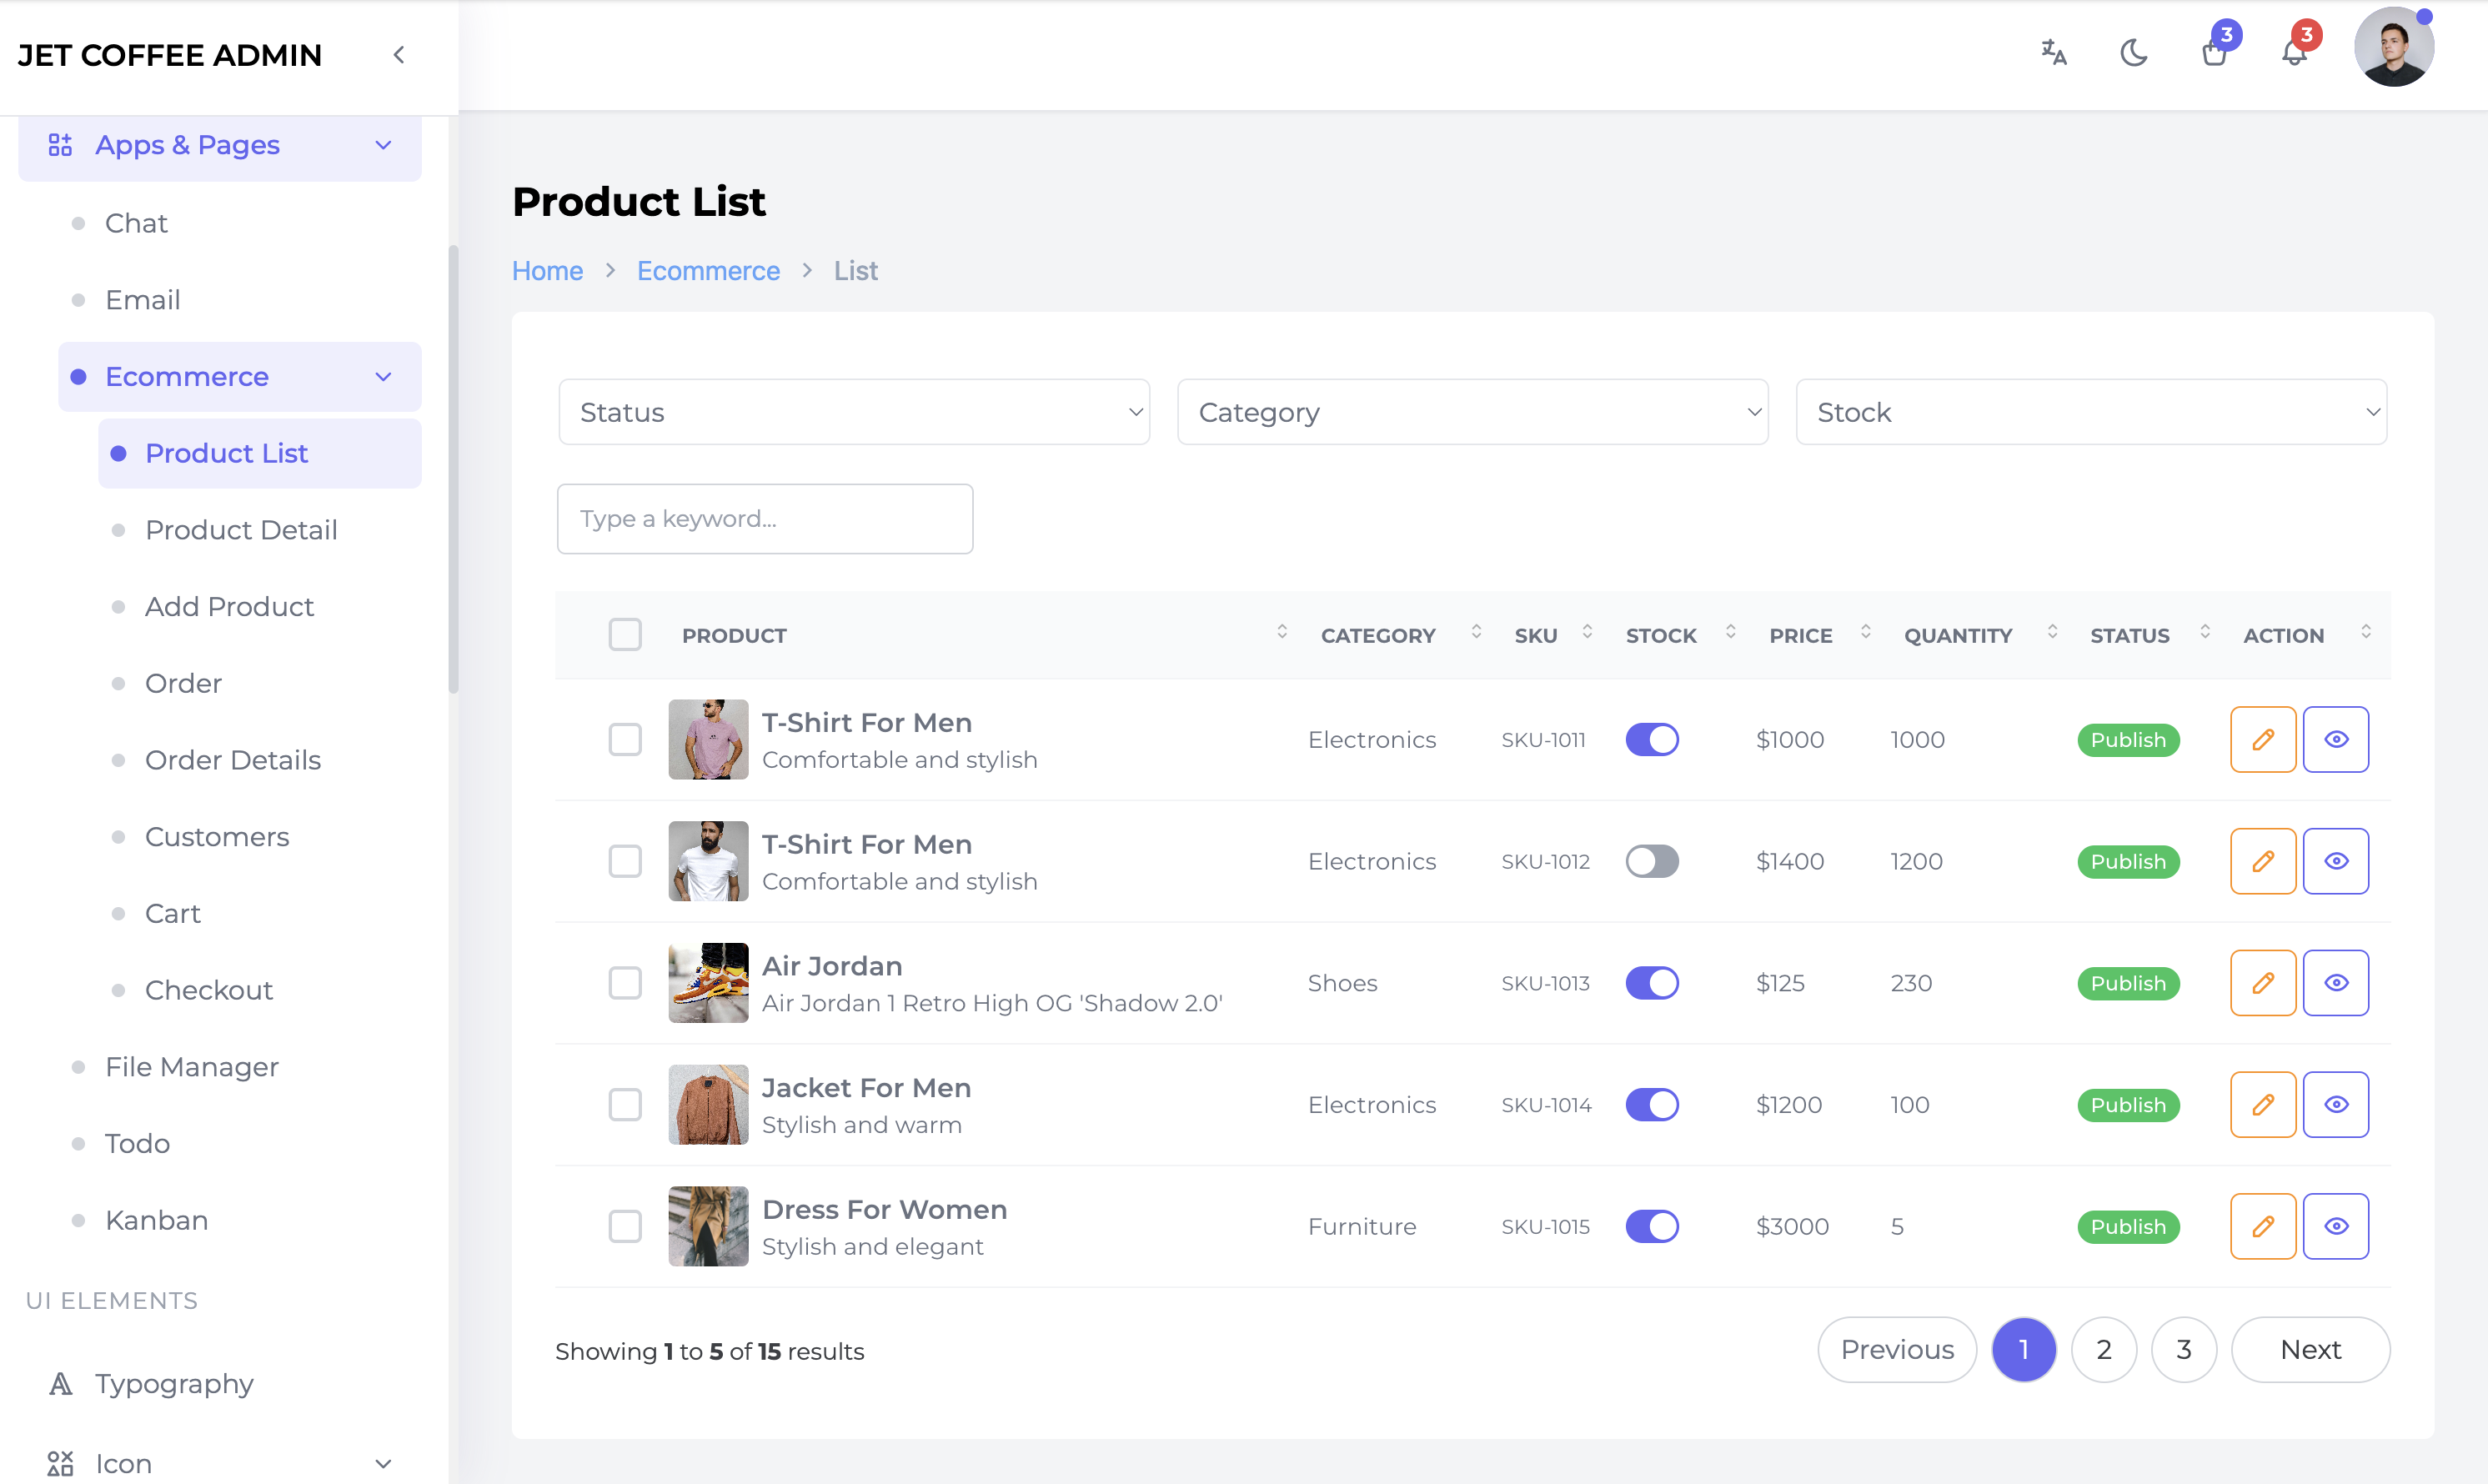 JET COFFEE ADMIN
3
3
Apps & Pages
Chat
Email
Ecommerce
Product List
Product Detail
Add Product
Order
Order Details
Customers
Cart
Checkout
File Manager
Todo
Kanban
UI ELEMENTS
Typography
Icon
Product List
Home > Ecommerce > List
Status Category Stock
Type a keyword...
PRODUCT CATEGORY SKU STOCK PRICE QUANTITY STATUS ACTION
T-Shirt For Men
Comfortable and stylish
Electronics SKU-1011 $1000 1000 Publish
T-Shirt For Men
Comfortable and stylish
Electronics SKU-1012 $1400 1200 Publish
Air Jordan
Air Jordan 1 Retro High OG 'Shadow 2.0'
Shoes SKU-1013 $125 230 Publish
Jacket For Men
Stylish and warm
Electronics SKU-1014 $1200 100 Publish
Dress For Women
Stylish and elegant
Furniture SKU-1015 $3000 5 Publish
Showing 1 to 5 of 15 results
Previous 1 2 3 Next